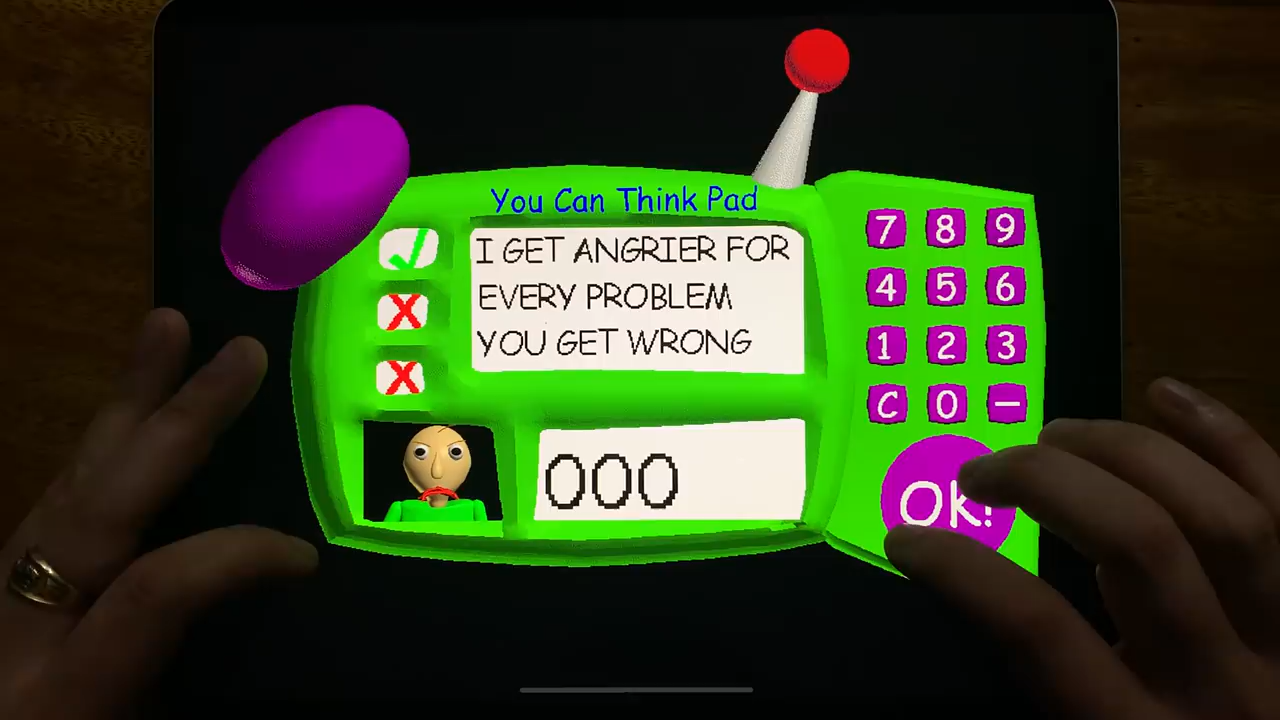 You Can Think Pad
I GET ANGRIER FOR
EVERY PROBLEM
YOU GET WRONG
7 8 9
4 5 6
1 2 3
C 0 –
000
OK!